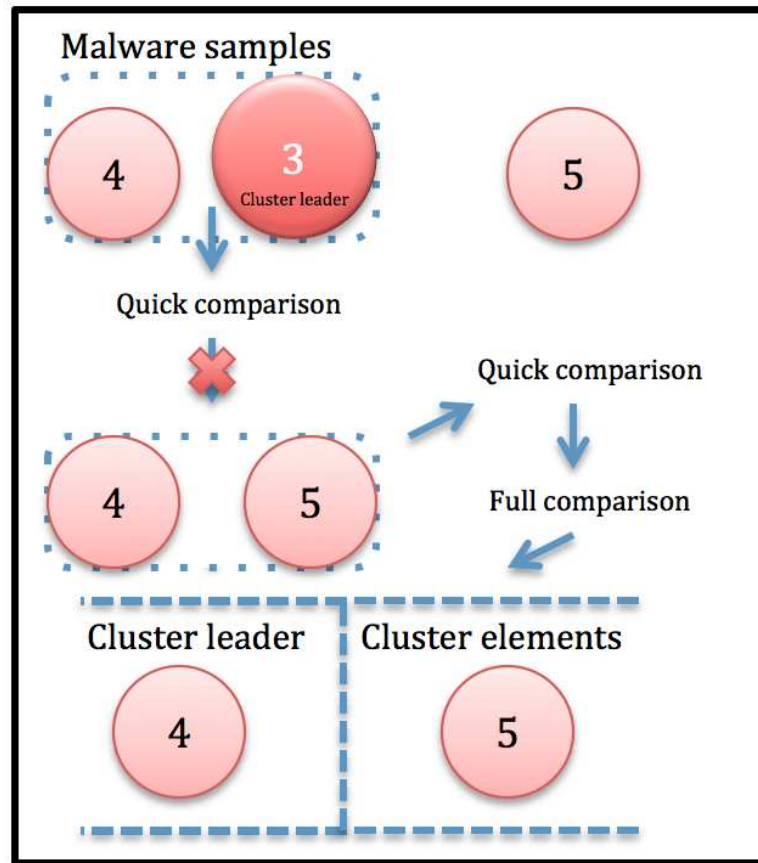 Malware samples
4
3
Cluster leader
5
Quick comparison
Quick comparison
4
5
Full comparison
Cluster leader
Cluster elements
4
5